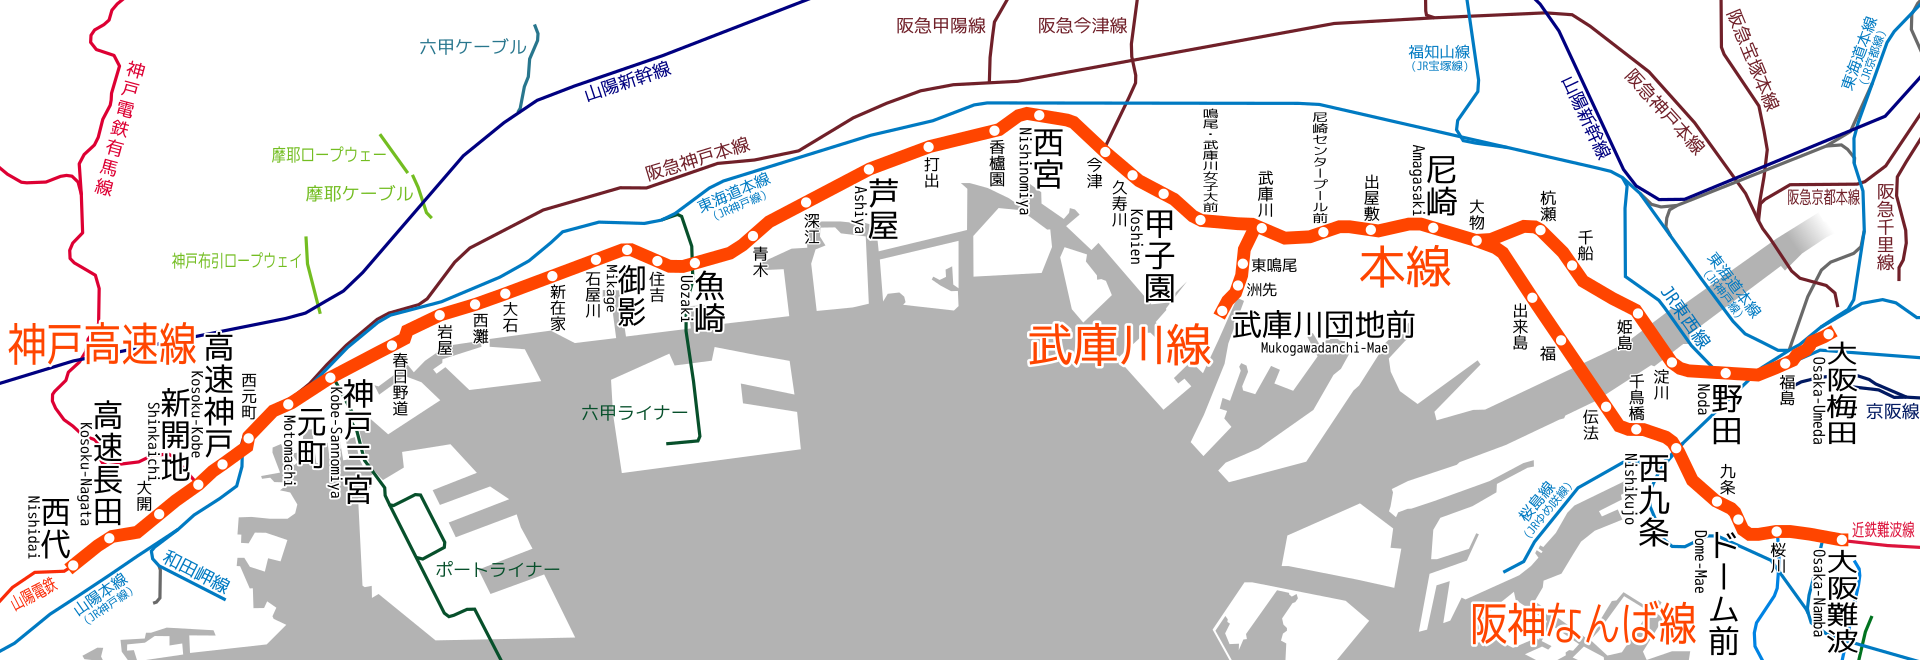 神戸電鉄有馬線
六甲ケーブル
山陽新幹線
摩耶ロープウェー
摩耶ケーブル
神戸布引ロープウェイ
阪急神戸本線
東海道本線
(JR神戸線)
阪急甲陽線
阪急今津線
福知山線
(JR宝塚線)
山陽新幹線
阪急神戸本線
阪急宝塚本線
東海道本線
(JR京都線)
阪急京都本線
阪急千里線
東海道本線
(JR神戸線)
JR東西線
京阪線
近鉄難波線
桜島線
(JRゆめ咲線)
六甲ライナー
ポートライナー
和田岬線
山陽本線
(JR神戸線)
山陽電鉄
神戸高速線
本線
武庫川線
阪神なんば線
西代
Nishidai
高速長田
Kosoku-Nagata
大開
新開地
Shinkaichi
高速神戸
Kosoku-Kobe
西元町
元町
Motomachi
神戸三宮
Kobe-Sannomiya
春日野道
岩屋
西灘
大石
新在家
石屋川
御影
Mikage
住吉
魚崎
Uozaki
青木
深江
芦屋
Ashiya
打出
香櫨園
西宮
Nishinomiya
今津
久寿川
甲子園
Koshien
鳴尾・武庫川女子大前
武庫川
尼崎センタープール前
出屋敷
尼崎
Amagasaki
大物
杭瀬
千船
姫島
淀川
野田
Noda
福島
大阪梅田
Osaka-Umeda
東鳴尾
洲先
武庫川団地前
Mukogawadanchi-Mae
出来島
福
伝法
千鳥橋
西九条
Nishikujo
九条
ドーム前
Dome-Mae
桜川
大阪難波
Osaka-Namba